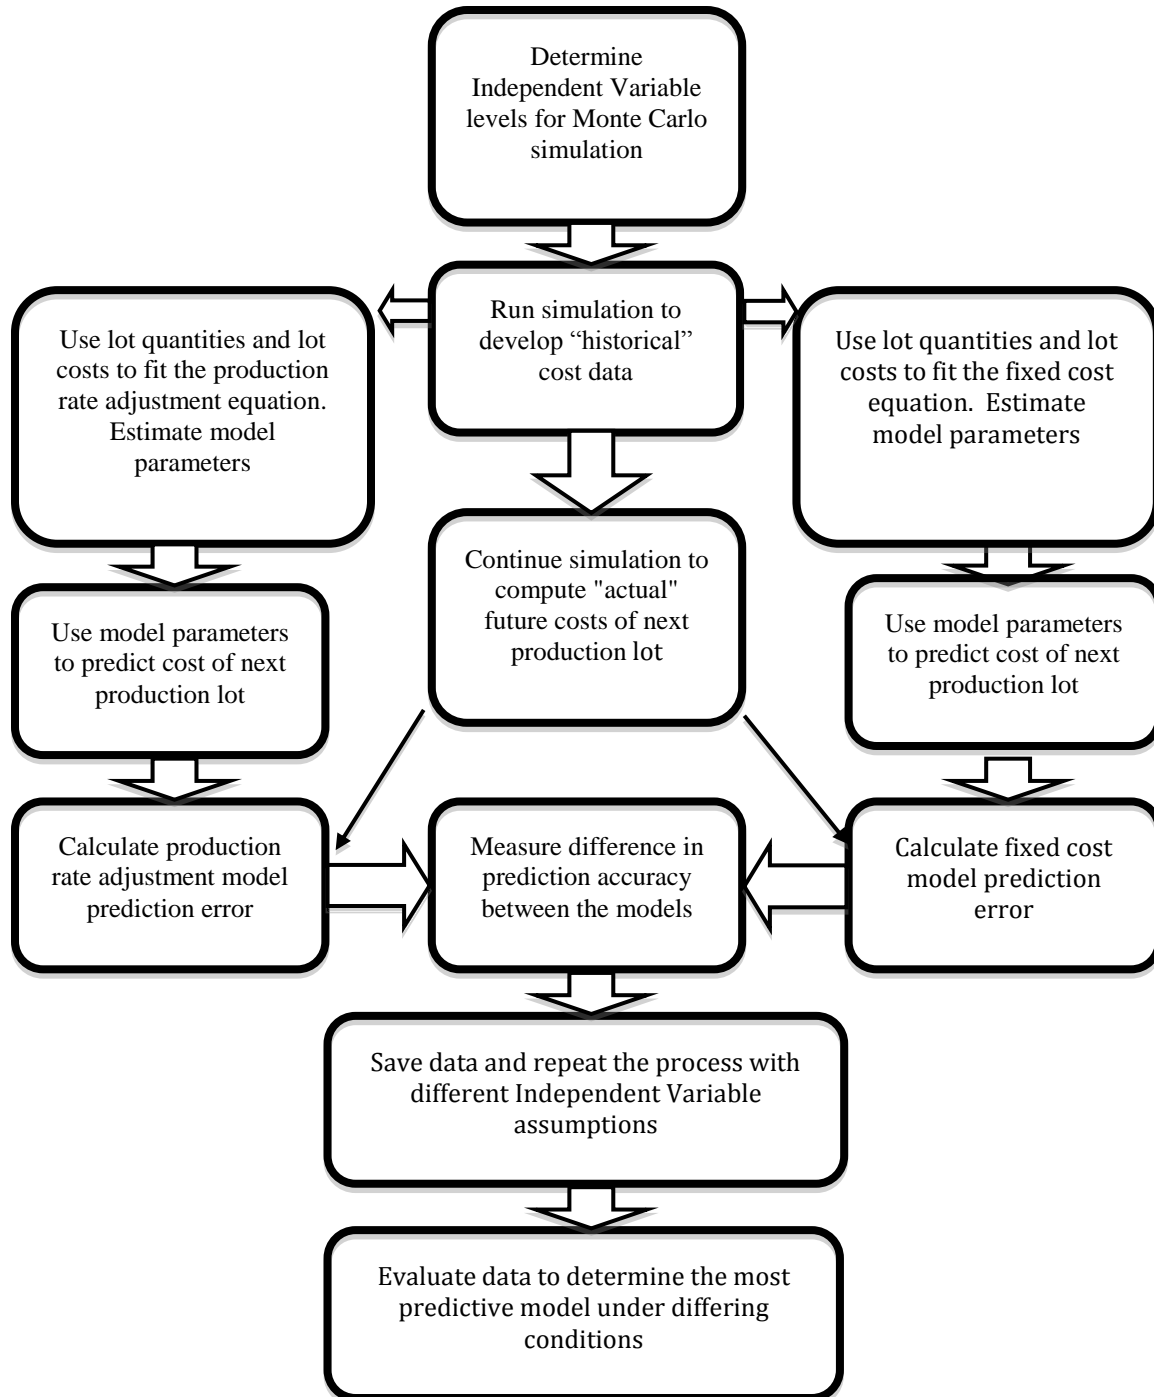 Determine
Independent Variable
levels for Monte Carlo
simulation
Run simulation to
develop “historical”
cost data
Use lot quantities and lot
costs to fit the production
rate adjustment equation.
Estimate model
parameters
Use lot quantities and lot
costs to fit the fixed cost
equation.  Estimate
model parameters
Continue simulation to
compute "actual"
future costs of next
production lot
Use model parameters
to predict cost of next
production lot
Use model parameters
to predict cost of next
production lot
Calculate production
rate adjustment model
prediction error
Measure difference in
prediction accuracy
between the models
Calculate fixed cost
model prediction
error
Save data and repeat the process with
different Independent Variable
assumptions
Evaluate data to determine the most
predictive model under differing
conditions